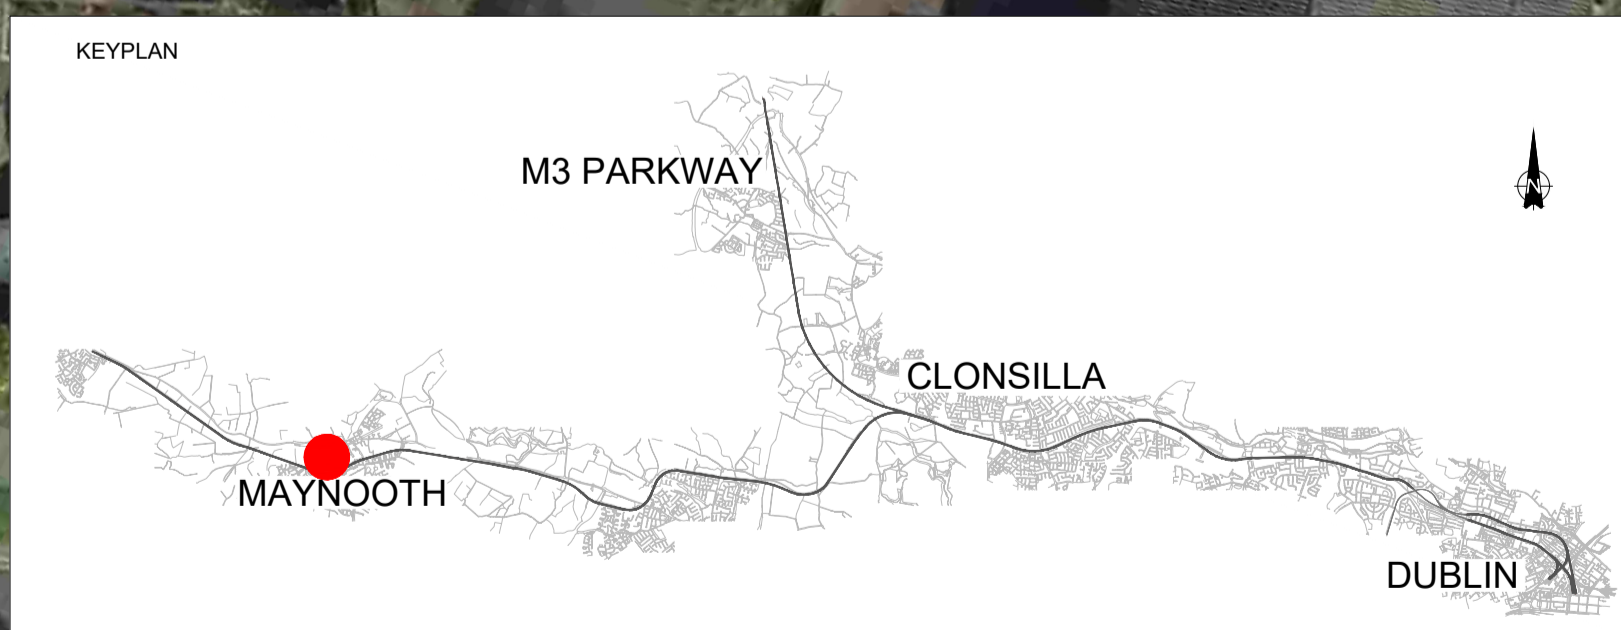 KEYPLAN
M3 PARKWAY
N
CLONSILLA
MAYNOOTH
DUBLIN